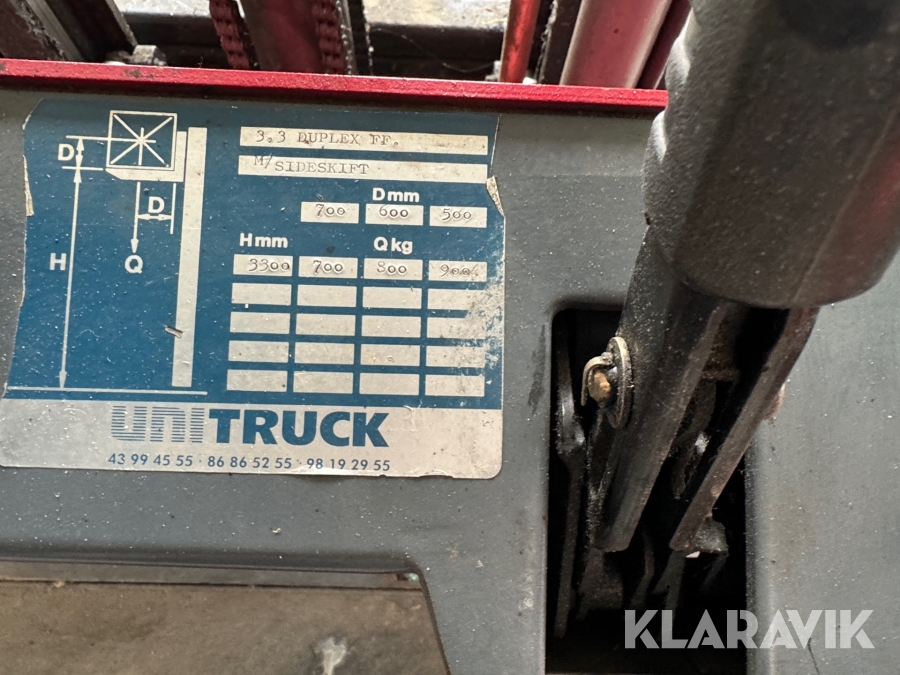 3.3 DUPLEX FF.
M/SIDESKIFT
D
D
H
Q
Dmm
700 600 500
Hmm Qkg
3300 700 800 900
UNITRUCK
43 99 45 55 - 86 86 52 55 - 98 19 29 55
KLARAVIK